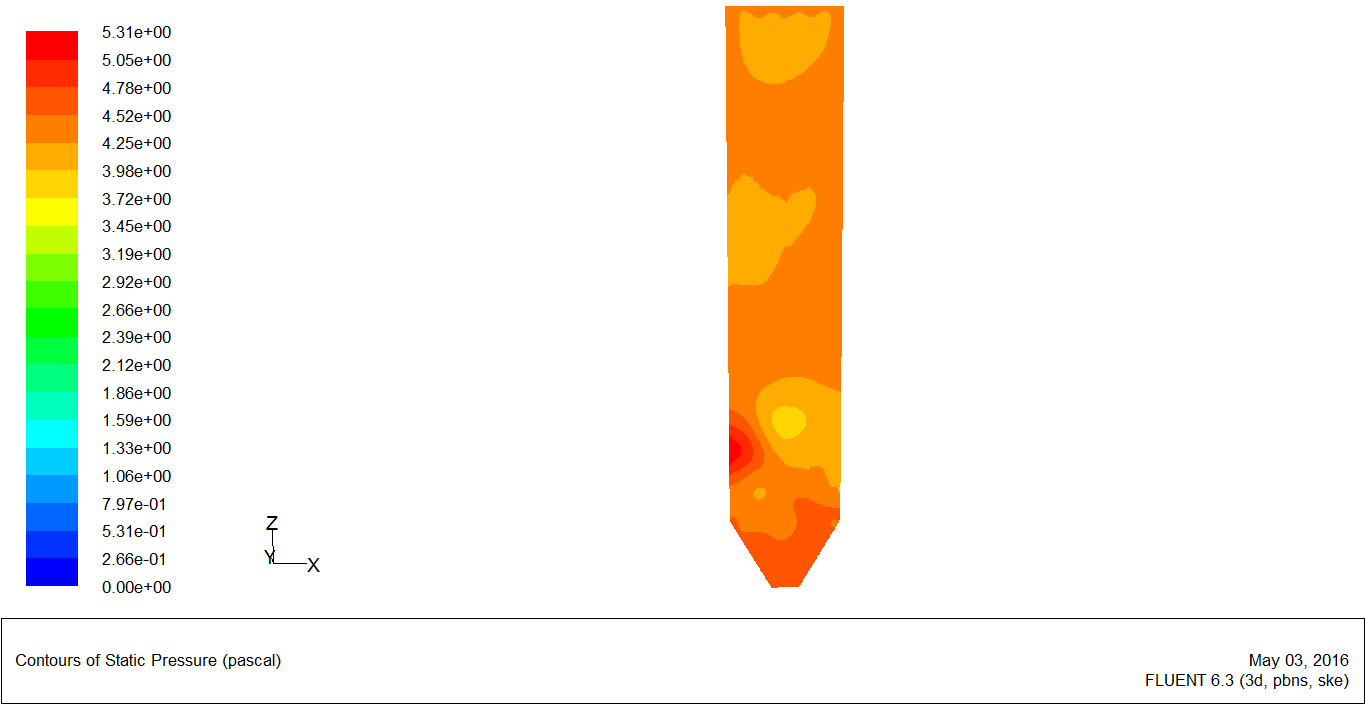 5.31e+00
5.05e+00
4.78e+00
4.52e+00
4.25e+00
3.98e+00
3.72e+00
3.45e+00
3.19e+00
2.92e+00
2.66e+00
2.39e+00
2.12e+00
1.86e+00
1.59e+00
1.33e+00
1.06e+00
7.97e-01
5.31e-01
2.66e-01
0.00e+00
Z
Y
X
Contours of Static Pressure (pascal)
May 03, 2016
FLUENT 6.3 (3d, pbns, ske)